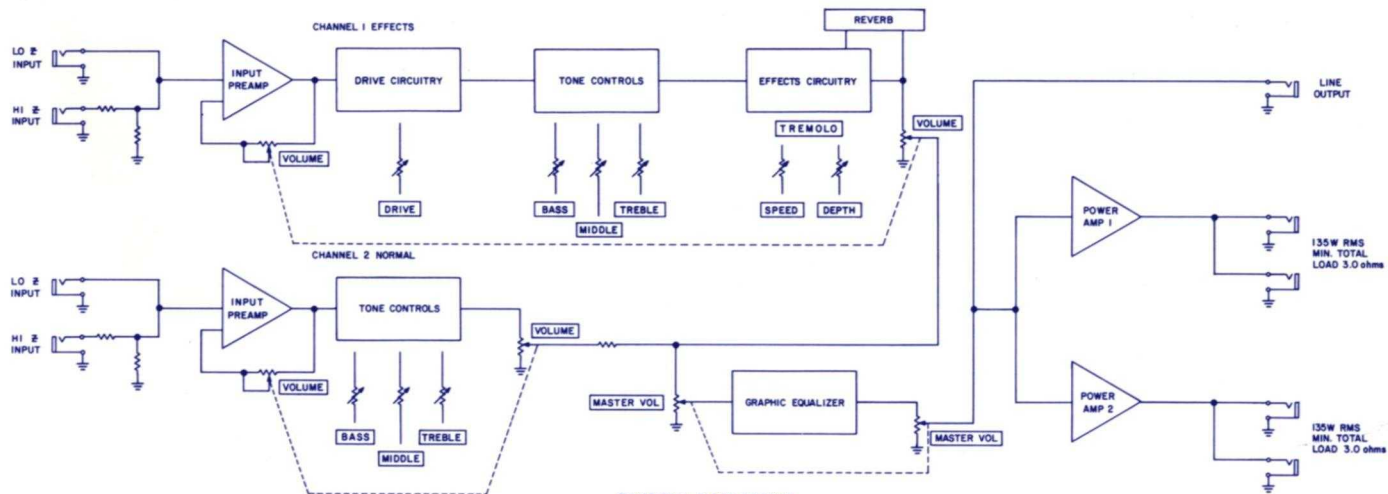 CHANNEL 1 EFFECTS
REVERB
LO Z
INPUT
HI Z
INPUT
INPUT
PREAMP
DRIVE CIRCUITRY
TONE CONTROLS
EFFECTS CIRCUITRY
LINE
OUTPUT
TREMOLO
VOLUME
VOLUME
DRIVE
BASS
MIDDLE
TREBLE
SPEED
DEPTH
POWER
AMP 1
135W RMS
MIN. TOTAL
LOAD 3.0 ohms
CHANNEL 2 NORMAL
LO Z
INPUT
HI Z
INPUT
INPUT
PREAMP
TONE CONTROLS
VOLUME
VOLUME
BASS
MIDDLE
TREBLE
MASTER VOL
GRAPHIC EQUALIZER
MASTER VOL
POWER
AMP 2
135W RMS
MIN. TOTAL
LOAD 3.0 ohms